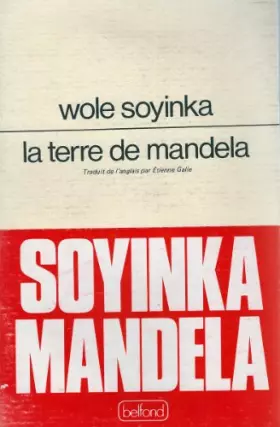 wole soyinka
la terre de mandela
Traduit de l'anglais par Étienne Galle
SOYINKA
MANDELA
belfond